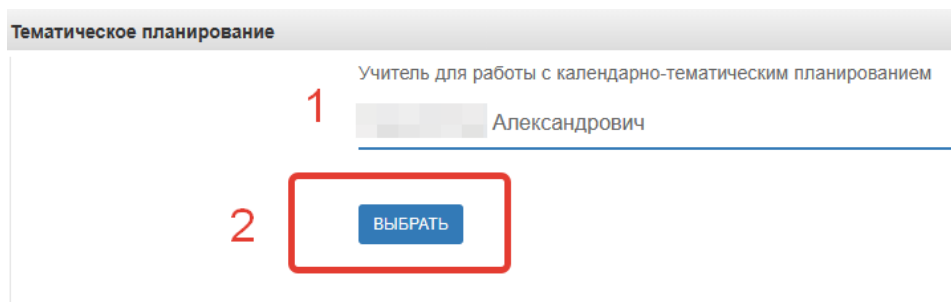 Тематическое планирование
Учитель для работы с календарно-тематическим планированием
1
Александрович
2
ВЫБРАТЬ